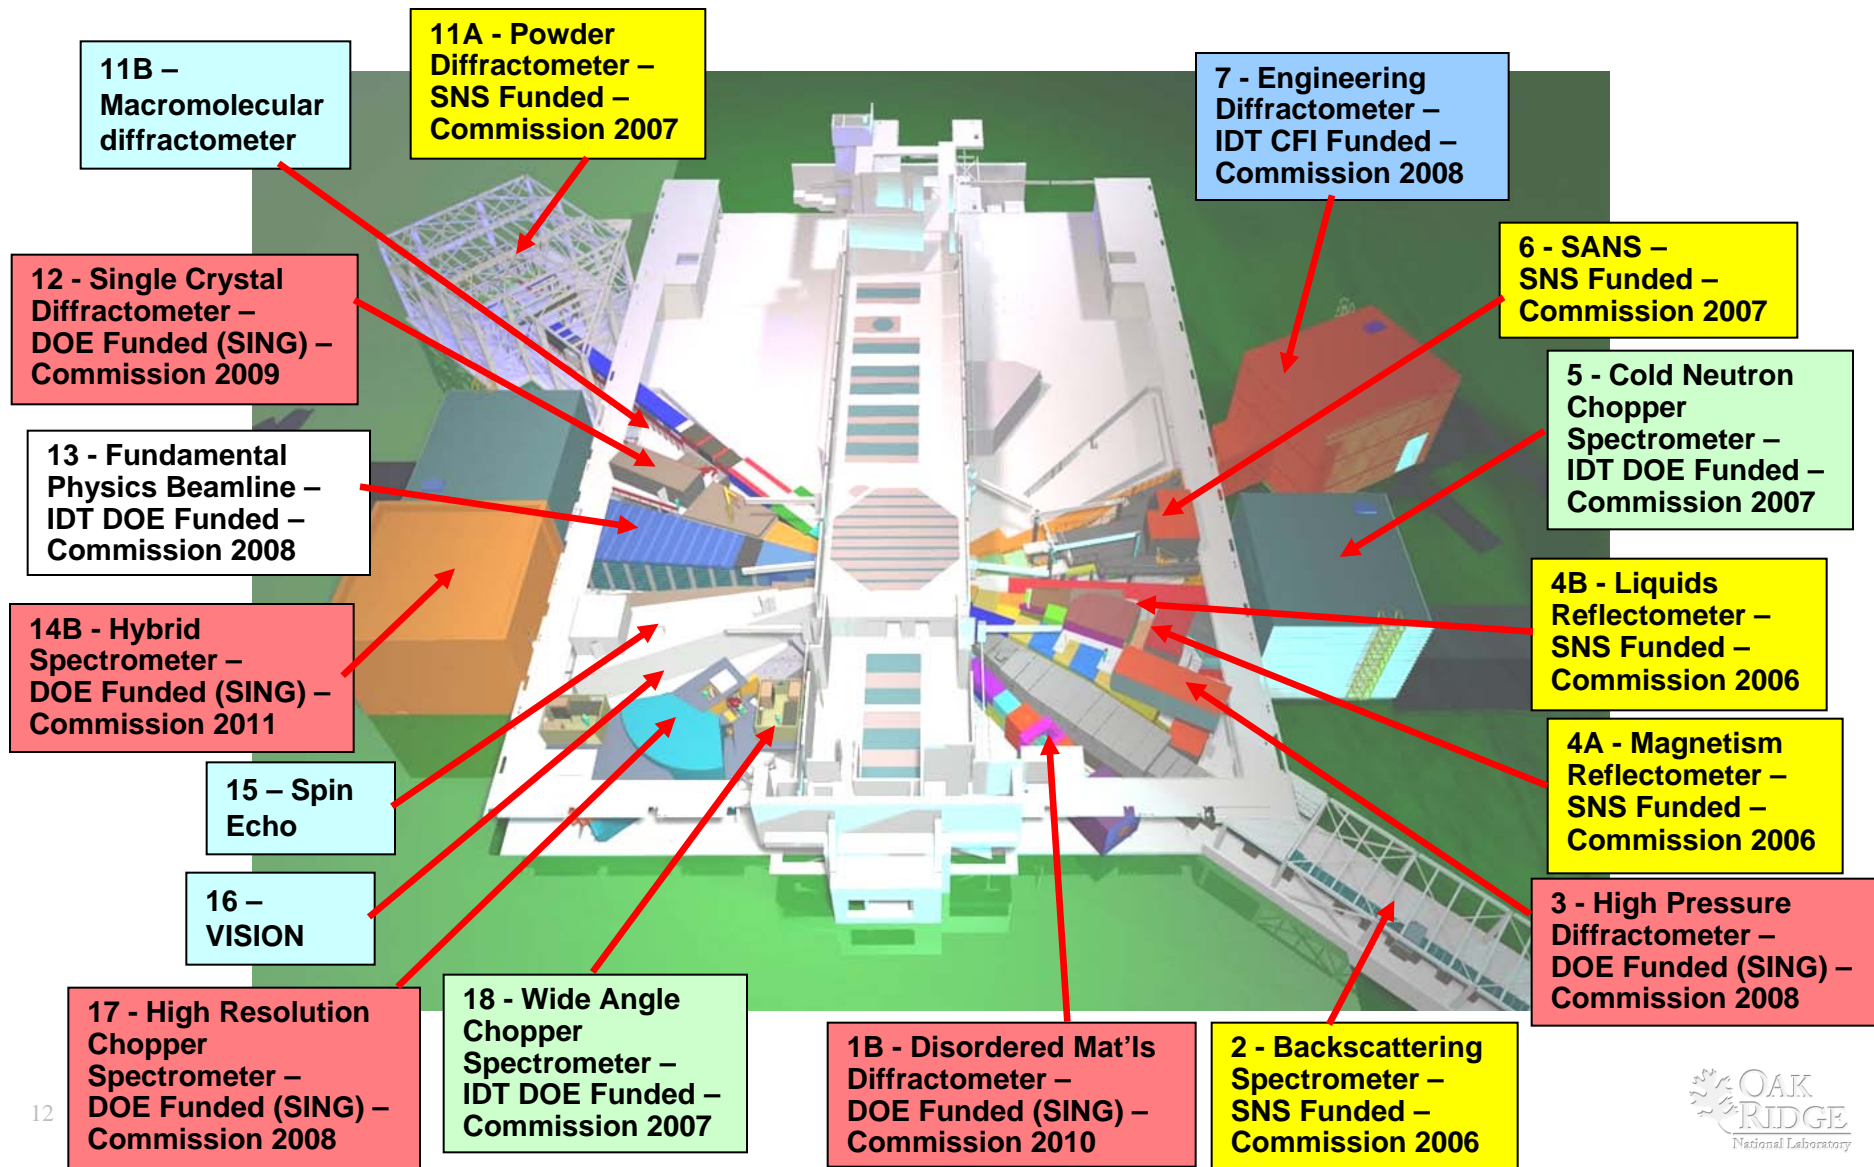 11B –
Macromolecular
diffractometer
11A - Powder
Diffractometer –
SNS Funded –
Commission 2007
7 - Engineering
Diffractometer –
IDT CFI Funded –
Commission 2008
12 - Single Crystal
Diffractometer –
DOE Funded (SING) –
Commission 2009
6 - SANS –
SNS Funded –
Commission 2007
13 - Fundamental
Physics Beamline –
IDT DOE Funded –
Commission 2008
5 - Cold Neutron
Chopper
Spectrometer –
IDT DOE Funded –
Commission 2007
14B - Hybrid
Spectrometer –
DOE Funded (SING) –
Commission 2011
4B - Liquids
Reflectometer –
SNS Funded –
Commission 2006
15 – Spin
Echo
4A - Magnetism
Reflectometer –
SNS Funded –
Commission 2006
16 –
VISION
3 - High Pressure
Diffractometer –
DOE Funded (SING) –
Commission 2008
17 - High Resolution
Chopper
Spectrometer –
DOE Funded (SING) –
Commission 2008
18 - Wide Angle
Chopper
Spectrometer –
IDT DOE Funded –
Commission 2007
1B - Disordered Mat'ls
Diffractometer –
DOE Funded (SING) –
Commission 2010
2 - Backscattering
Spectrometer –
SNS Funded –
Commission 2006
12
OAK
RIDGE
National Laboratory